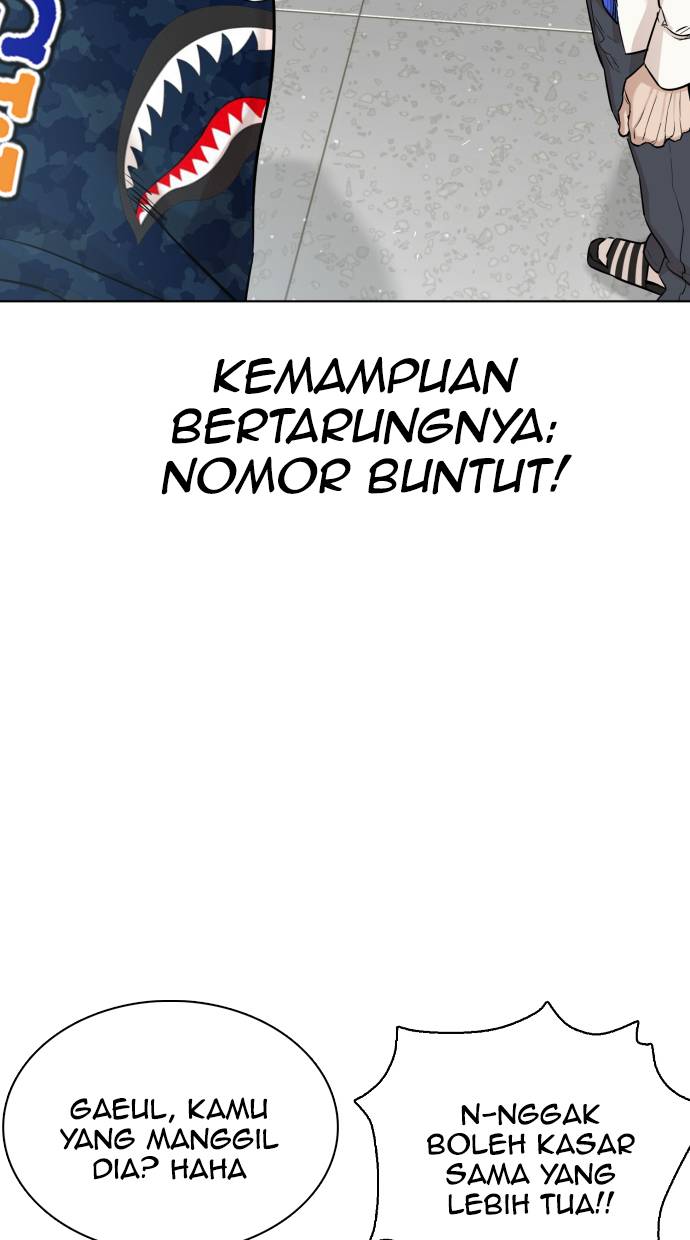 KEMAMPUAN
BERTARUNGNYA:
NOMOR BUNTUT!
GAEUL, KAMU
YANG MANGGIL
DIA? HAHA
N-NGGAK
BOLEH KASAR
SAMA YANG
LEBIH TUA!!